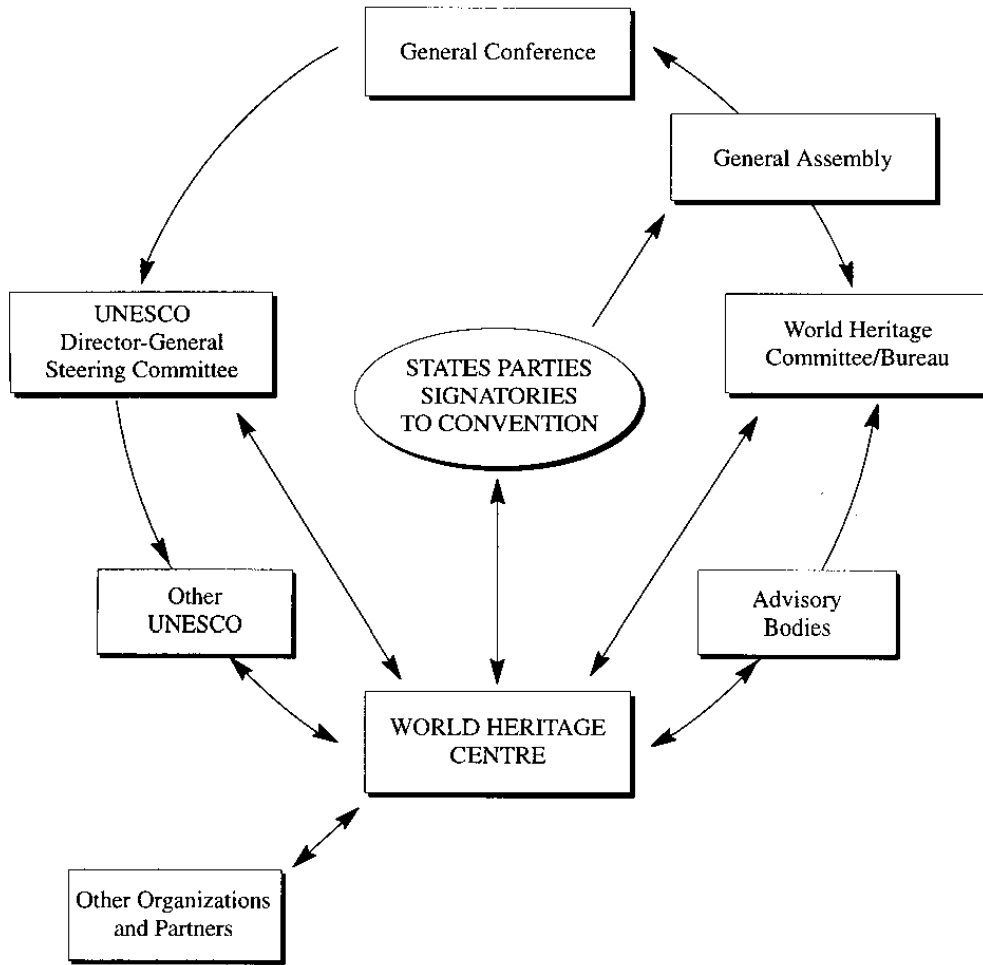 General Conference
General Assembly
UNESCO
Director-General
Steering Committee
STATES PARTIES
SIGNATORIES
TO CONVENTION
World Heritage
Committee/Bureau
Other
UNESCO
Advisory
Bodies
WORLD HERITAGE
CENTRE
Other Organizations
and Partners